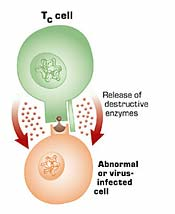 Tc cell
Release of
destructive
enzymes
Abnormal
or virus-
infected
cell